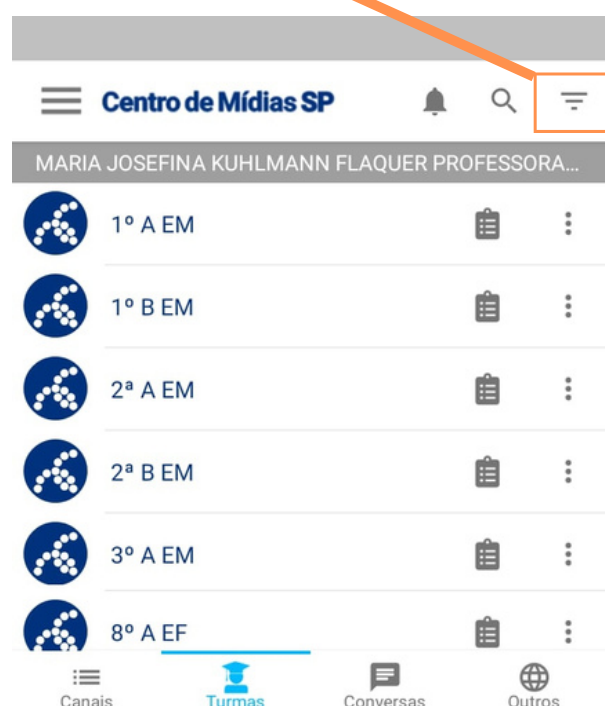 Centro de Mídias SP
MARIA JOSEFINA KUHLMANN FLAQUER PROFESSORA...
1º A EM
1º B EM
2ª A EM
2ª B EM
3º A EM
8º A EF
Canais
Turmas
Conversas
Outros